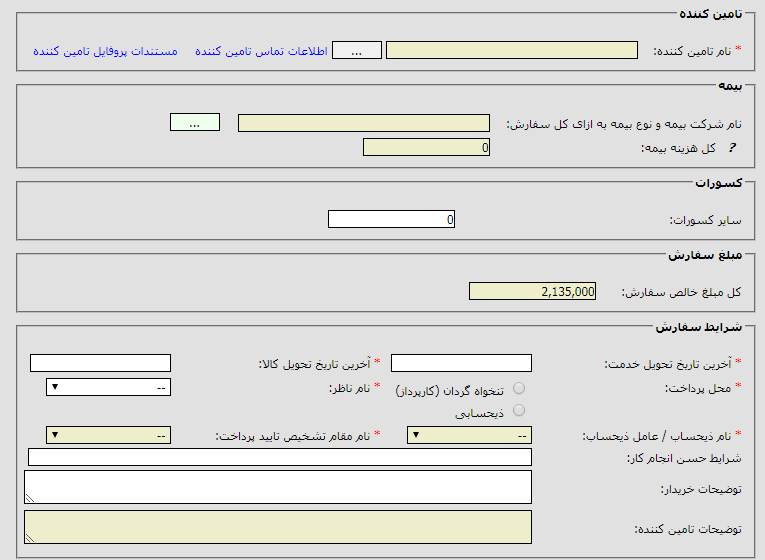 تامین کننده
* نام تامین کننده: ... اطلاعات تماس تامین کننده مستندات پروفایل تامین کننده
بیمه
نام شرکت بیمه و نوع بیمه به ازای کل سفارش: ...
? کل هزینه بیمه: 0
کسورات
سایر کسورات: 0
مبلغ سفارش
کل مبلغ خالص سفارش: 2,135,000
شرایط سفارش
* آخرین تاریخ تحویل خدمت: * آخرین تاریخ تحویل کالا:
* محل پرداخت: تنخواه گردان (کارپرداز) * نام ناظر: --
ذیحسابی
* نام ذیحساب / عامل ذیحساب: -- * نام مقام تشخیص تایید پرداخت: --
شرایط حسن انجام کار:
توضیحات خریدار:
توضیحات تامین کننده: